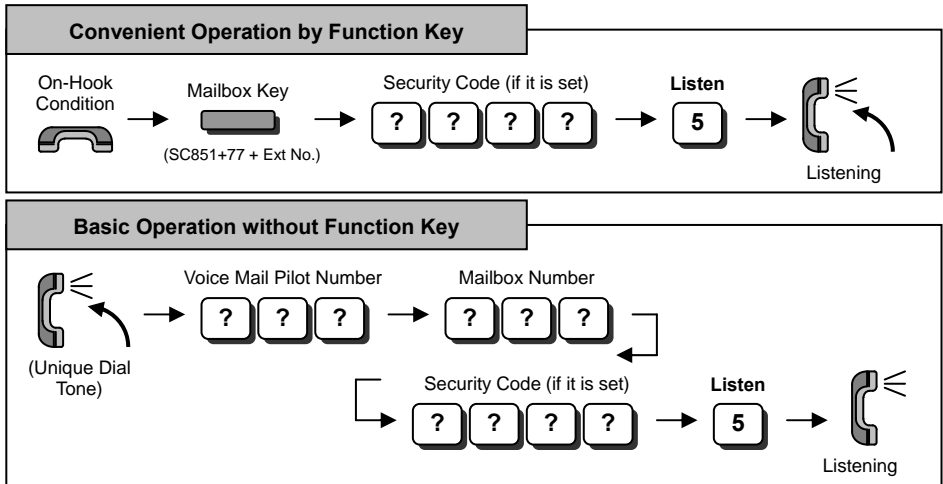 Convenient Operation by Function Key
On-Hook
Condition
Mailbox Key
(SC851+77 + Ext No.)
Security Code (if it is set)
? ? ? ?
Listen
5
Listening
Basic Operation without Function Key
(Unique Dial
Tone)
Voice Mail Pilot Number
? ? ?
Mailbox Number
? ? ?
Security Code (if it is set)
? ? ? ?
Listen
5
Listening